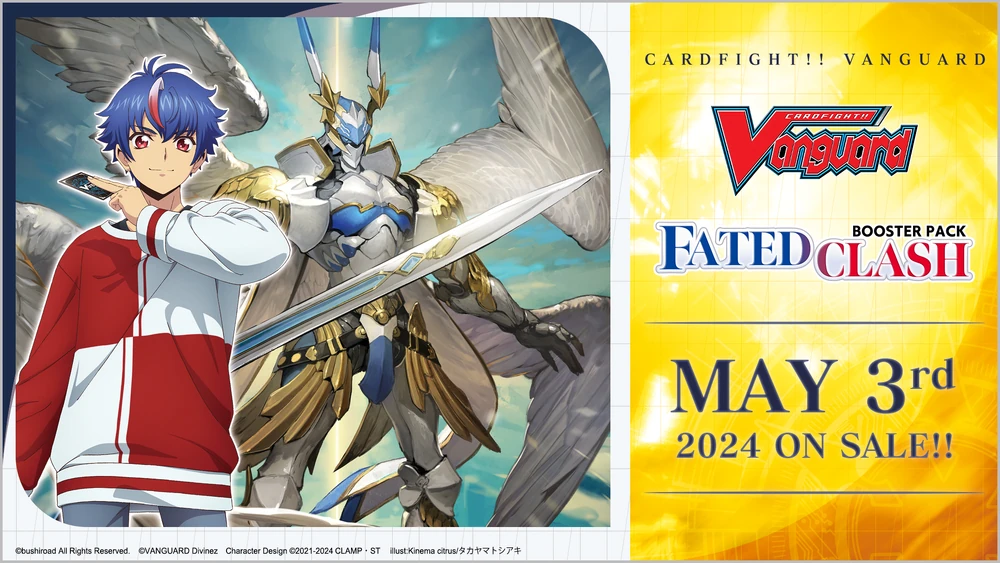 CARDFIGHT!! VANGUARD
CARDFIGHT!!
Vanguard
BOOSTER PACK
FATED CLASH
MAY 3rd
2024 ON SALE!!
©bushiroad All Rights Reserved. ©VANGUARD Divinez Character Design ©2021-2024 CLAMP・ST illust:Kinema citrus/タカヤマトシアキ